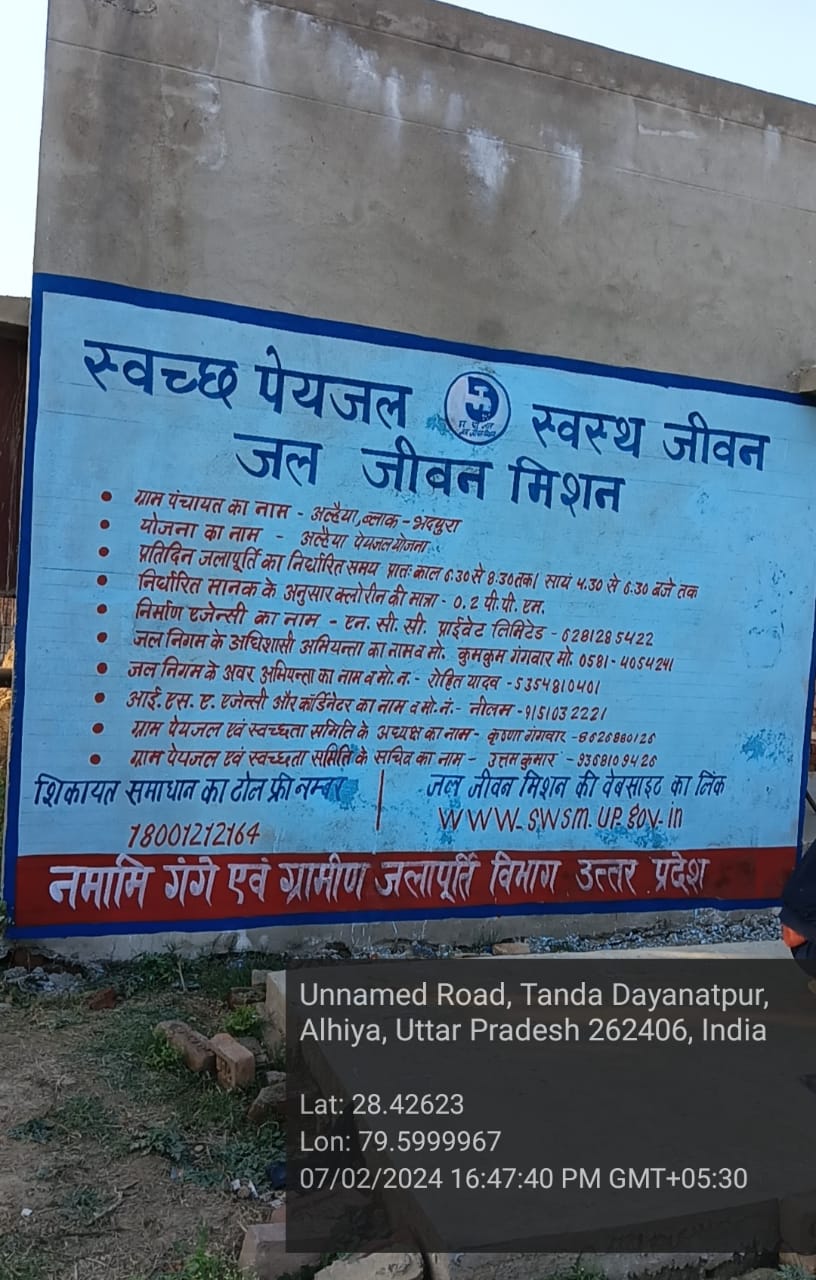 स्वच्छ पेयजल स्वस्थ जीवन
जल जीवन मिशन
• ग्राम पंचायत का नाम - अल्हैया, ब्लाक - भदपुरा
• योजना का नाम - अल्हैया पेयजल योजना
• प्रतिदिन जलापूर्ति का निर्धारित समय प्रातः काल 6.30 से 8.30 तक। सायं 4.30 से 6.30 बजे तक
• निर्धारित मानक के अनुसार क्लोरीन की मात्रा - 0.2 पी. पी. एम.
• निर्माण एजेन्सी का नाम - एन. सी. सी. प्राईवेट लिमिटेड - 6281285422
• जल निगम के अधिशासी अभियन्ता का नाम व मो. कुमकुम गंगवार मो. 0581 - 4054241
• जल निगम के अवर अभियन्ता का नाम व मो. न. - रोहित यादव - 5354810401
• आई. एस. ए. एजेन्सी और कॉर्डिनेटर का नाम व मो. नं. - नीलम - 9151032221
• ग्राम पेयजल एवं स्वच्छता समिति के अध्यक्ष का नाम - कृष्णा गंगवार
• ग्राम पेयजल एवं स्वच्छता समिति के सचिव का नाम - उत्तम कुमार - 9368109426
शिकायत समाधान का टोल फ्री नम्बर
18001212164
जल जीवन मिशन की वेबसाइट का लिंक
www.swsm.up.gov.in
नमामि गंगे एवं ग्रामीण जलापूर्ति विभाग उत्तर प्रदेश
Unnamed Road, Tanda Dayanatpur,
Alhiya, Uttar Pradesh 262406, India
Lat: 28.42623
Lon: 79.5999967
07/02/2024 16:47:40 PM GMT+05:30